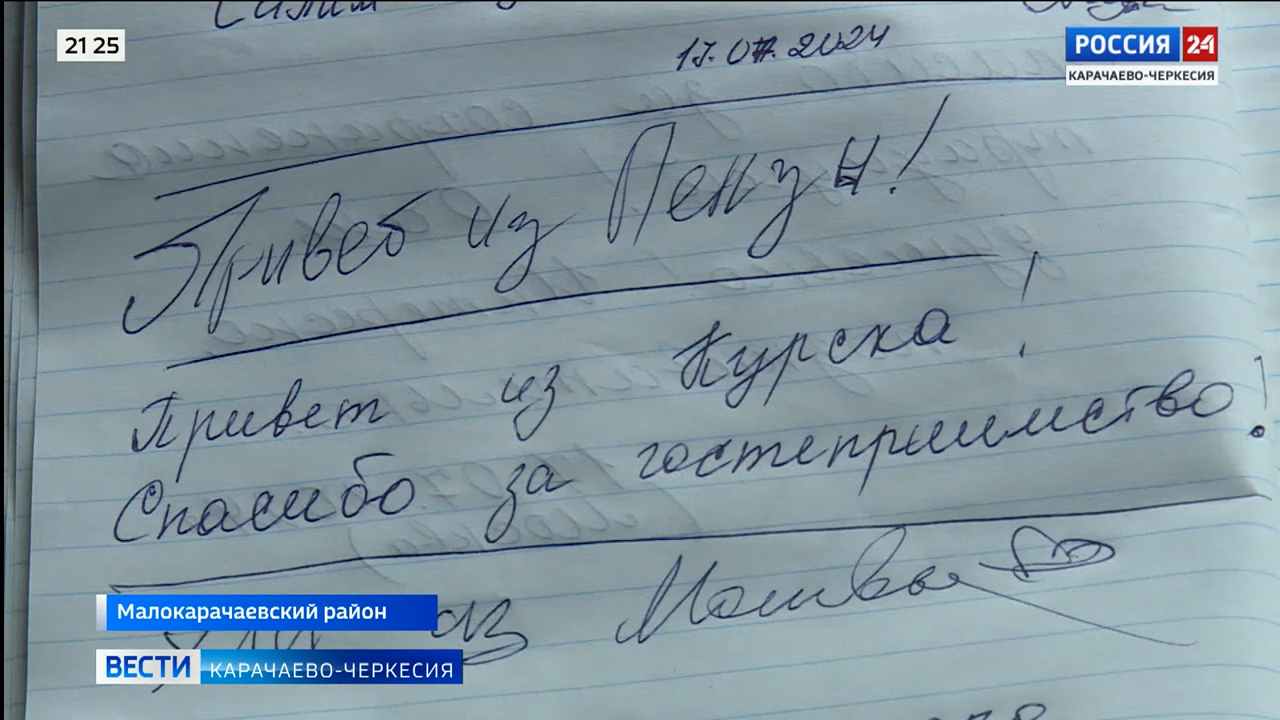 21 25
РОССИЯ 24
КАРАЧАЕВО-ЧЕРКЕСИЯ
17.07.2024
Привет из Пензы!
Привет из Курска!
Спасибо за гостеприимство!
из Москвы
Малокарачаевский район
ВЕСТИ КАРАЧАЕВО-ЧЕРКЕСИЯ